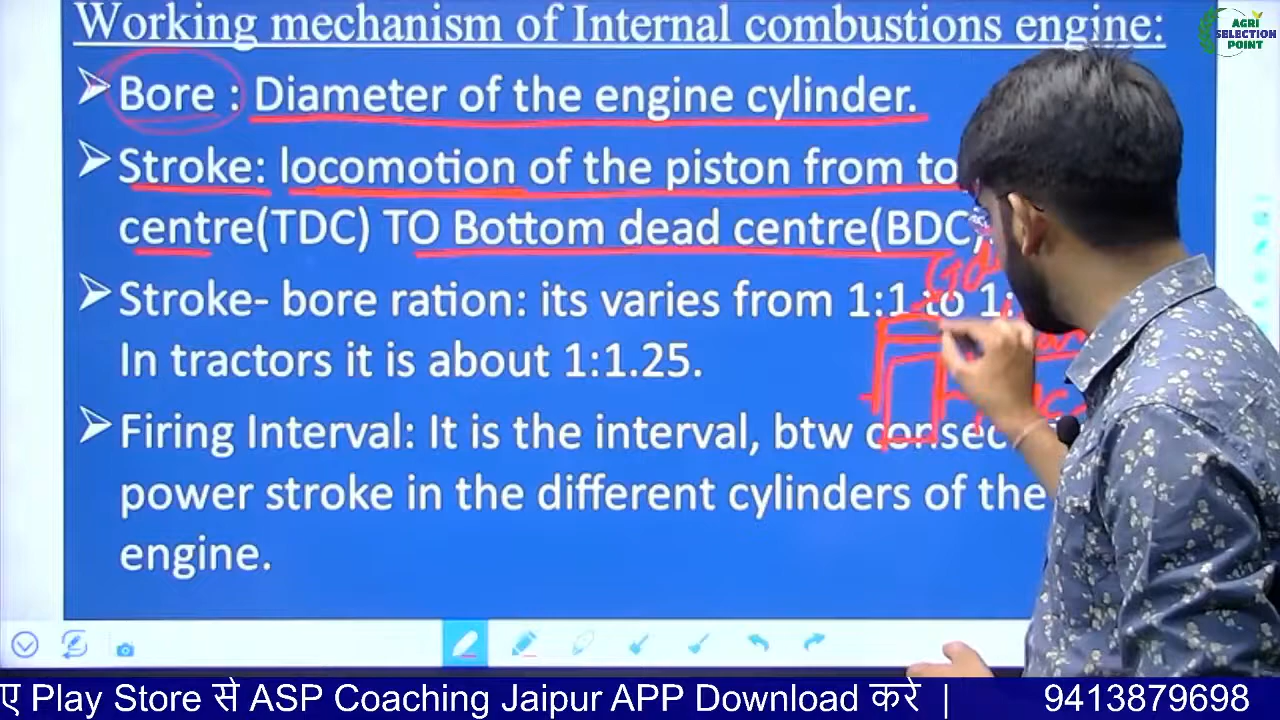 Working mechanism of Internal combustions engine:
AGRI
SELECTION
POINT
Bore : Diameter of the engine cylinder.
Stroke: locomotion of the piston from to
centre(TDC) TO Bottom dead centre(BDC).
Stroke- bore ration: its varies from 1:1 to 1:
In tractors it is about 1:1.25.
Firing Interval: It is the interval, btw consec
power stroke in the different cylinders of the
engine.
ए Play Store से ASP Coaching Jaipur APP Download करे | 9413879698